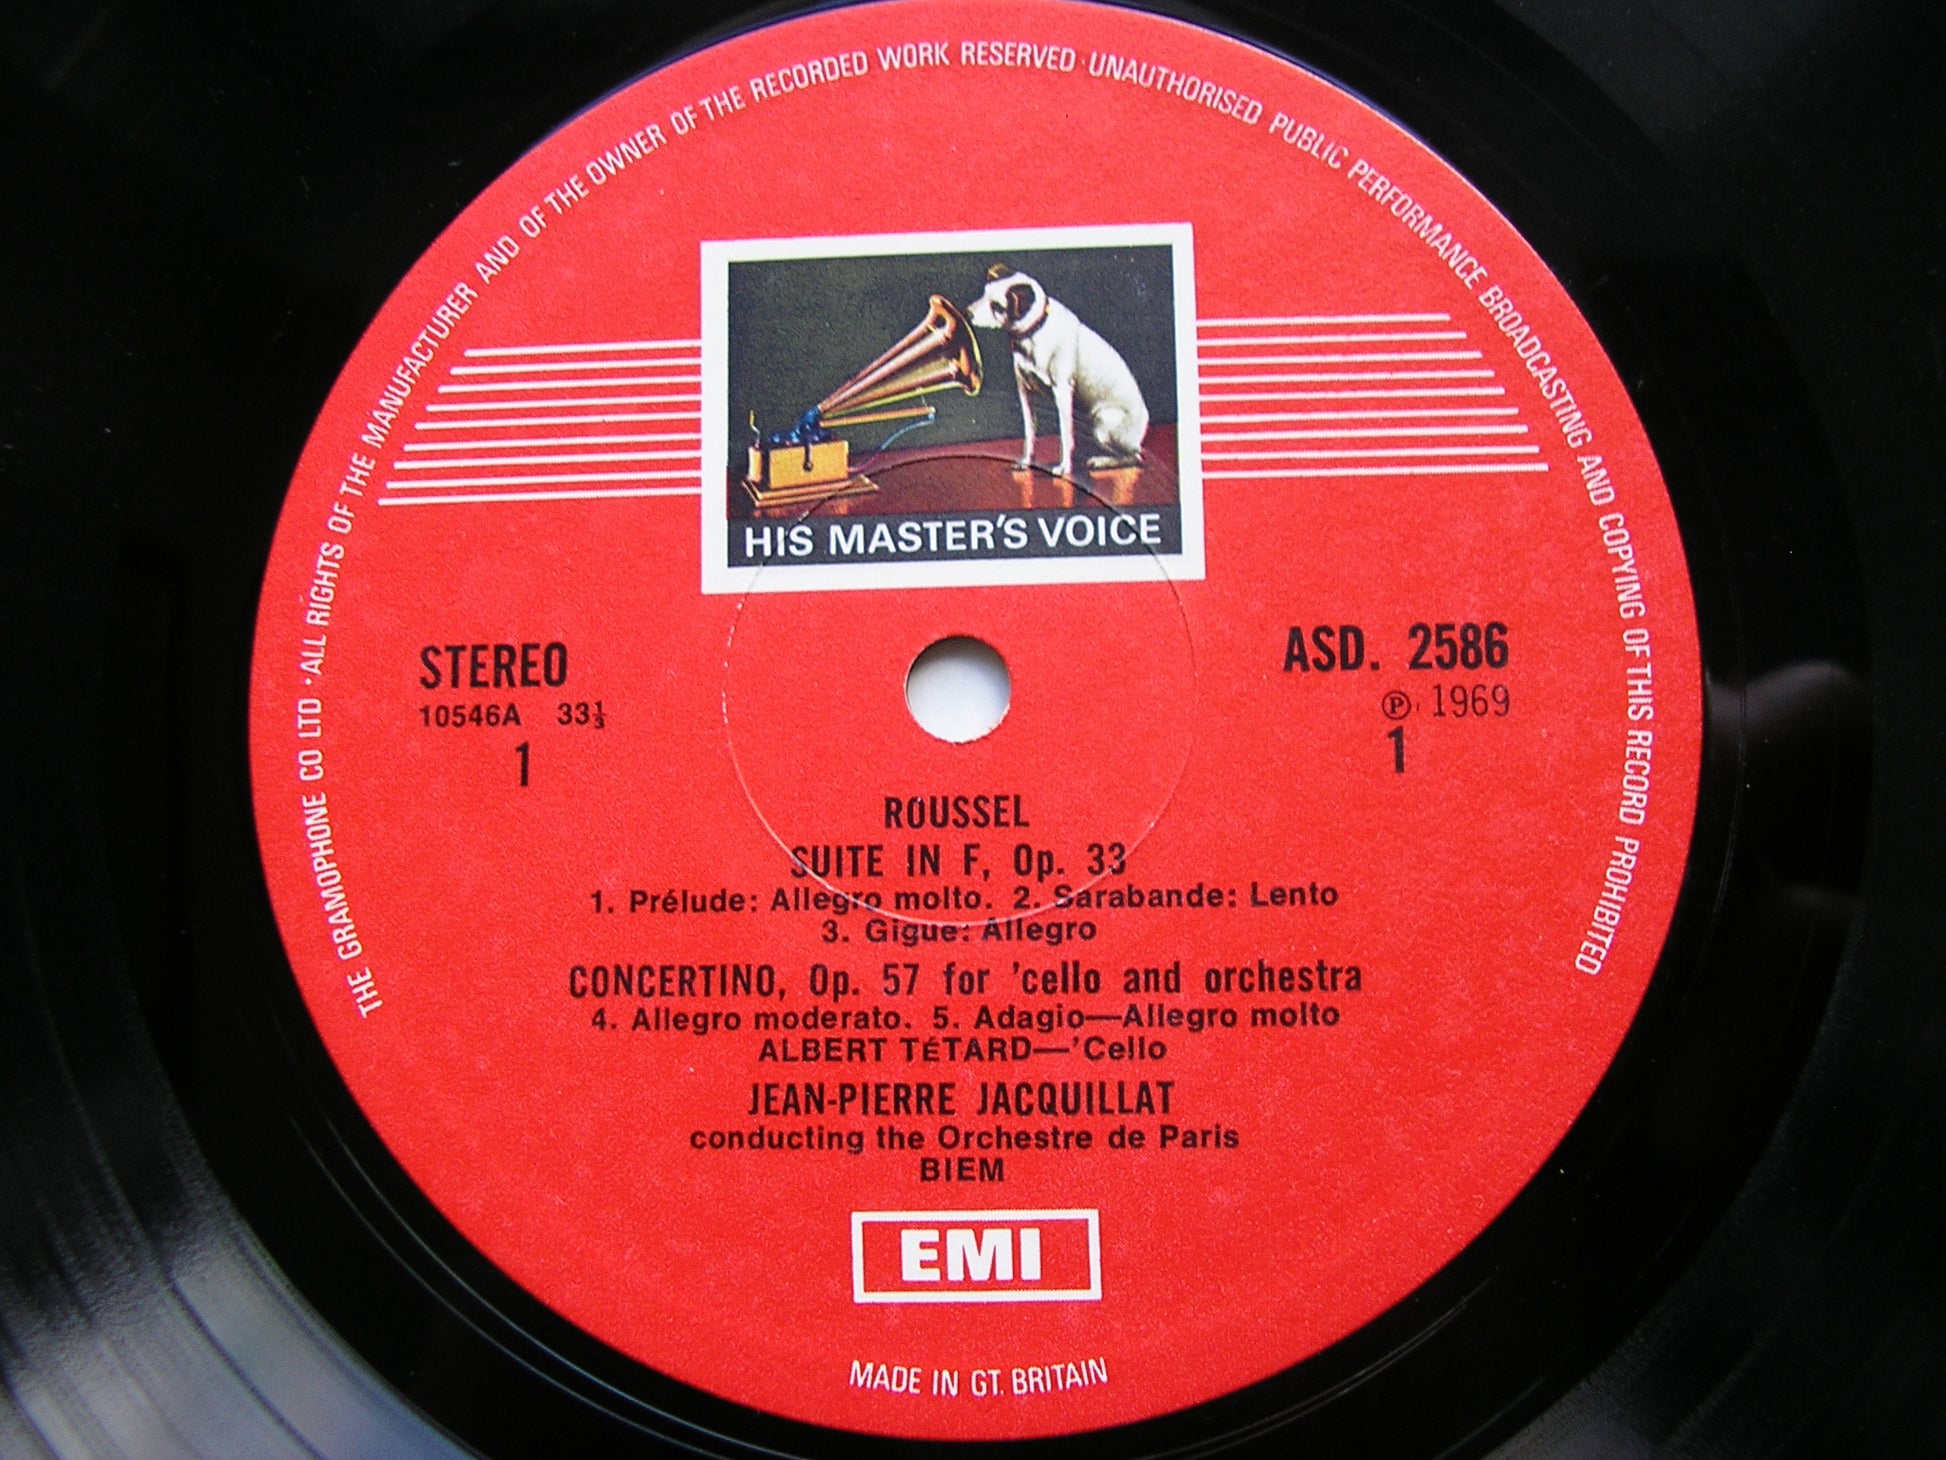 THE GRAMOPHONE CO LTD · ALL RIGHTS OF THE MANUFACTURER AND OF THE OWNER OF THE RECORDED WORK RESERVED · UNAUTHORISED PUBLIC PERFORMANCE BROADCASTING AND COPYING OF THIS RECORD PROHIBITED
HIS MASTER'S VOICE
STEREO
10546A 33⅓
1
ASD. 2586
℗ 1969
1
ROUSSEL
SUITE IN F, Op. 33
1. Prélude: Allegro molto. 2. Sarabande: Lento
3. Gigue: Allegro
CONCERTINO, Op. 57 for 'cello and orchestra
4. Allegro moderato. 5. Adagio—Allegro molto
ALBERT TÉTARD—'Cello
JEAN-PIERRE JACQUILLAT
conducting the Orchestre de Paris
BIEM
EMI
MADE IN GT. BRITAIN